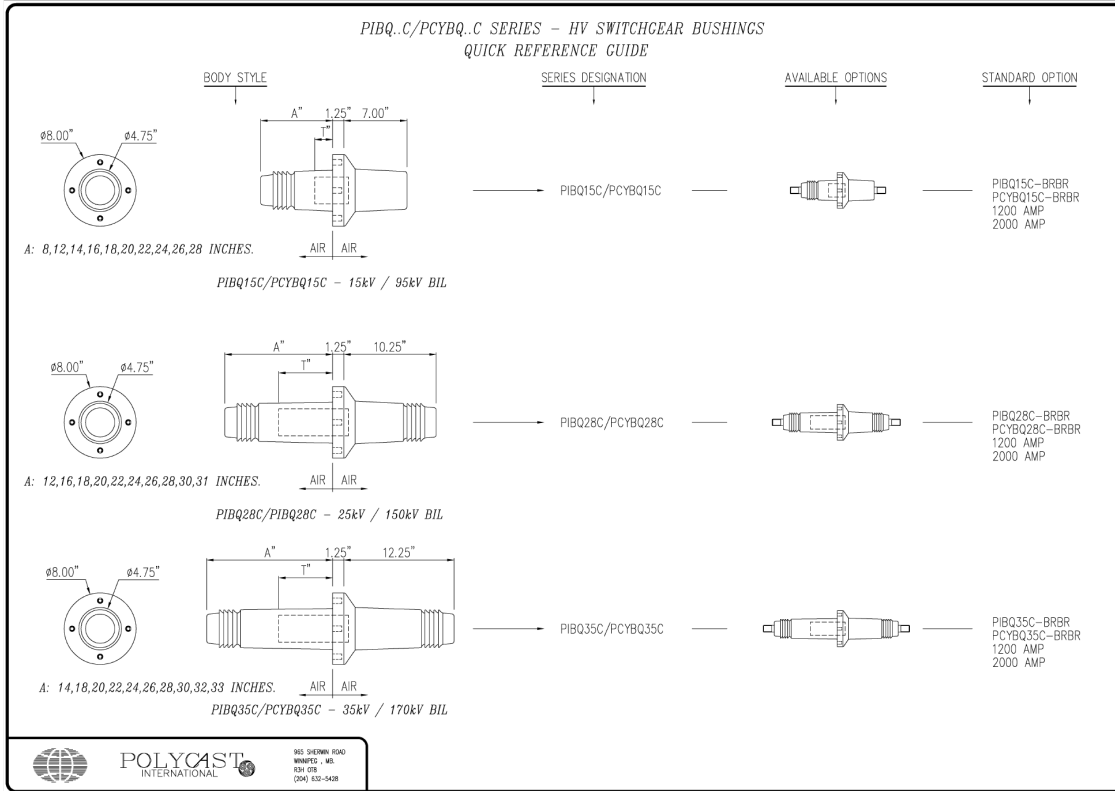 PIBQ..C/PCYBQ..C SERIES – HV SWITCHGEAR BUSHINGS
QUICK REFERENCE GUIDE
BODY STYLE
SERIES DESIGNATION
AVAILABLE OPTIONS
STANDARD OPTION
A" 1.25" 7.00"
T"
ø8.00" ø4.75"
PIBQ15C/PCYBQ15C
PIBQ15C-BRBR
PCYBQ15C-BRBR
1200 AMP
2000 AMP
A: 8,12,14,16,18,20,22,24,26,28 INCHES.
AIR AIR
PIBQ15C/PCYBQ15C – 15kV / 95kV BIL
A" 1.25" 10.25"
T"
ø8.00" ø4.75"
PIBQ28C/PCYBQ28C
PIBQ28C-BRBR
PCYBQ28C-BRBR
1200 AMP
2000 AMP
A: 12,16,18,20,22,24,26,28,30,31 INCHES.
AIR AIR
PIBQ28C/PIBQ28C – 25kV / 150kV BIL
A" 1.25" 12.25"
T"
ø8.00" ø4.75"
PIBQ35C/PCYBQ35C
PIBQ35C-BRBR
PCYBQ35C-BRBR
1200 AMP
2000 AMP
A: 14,18,20,22,24,26,28,30,32,33 INCHES.
AIR AIR
PIBQ35C/PCYBQ35C – 35kV / 170kV BIL
POLYCAST
INTERNATIONAL
965 SHERWIN ROAD
WINNIPEG , MB.
R3H 0T8
(204) 632-5428